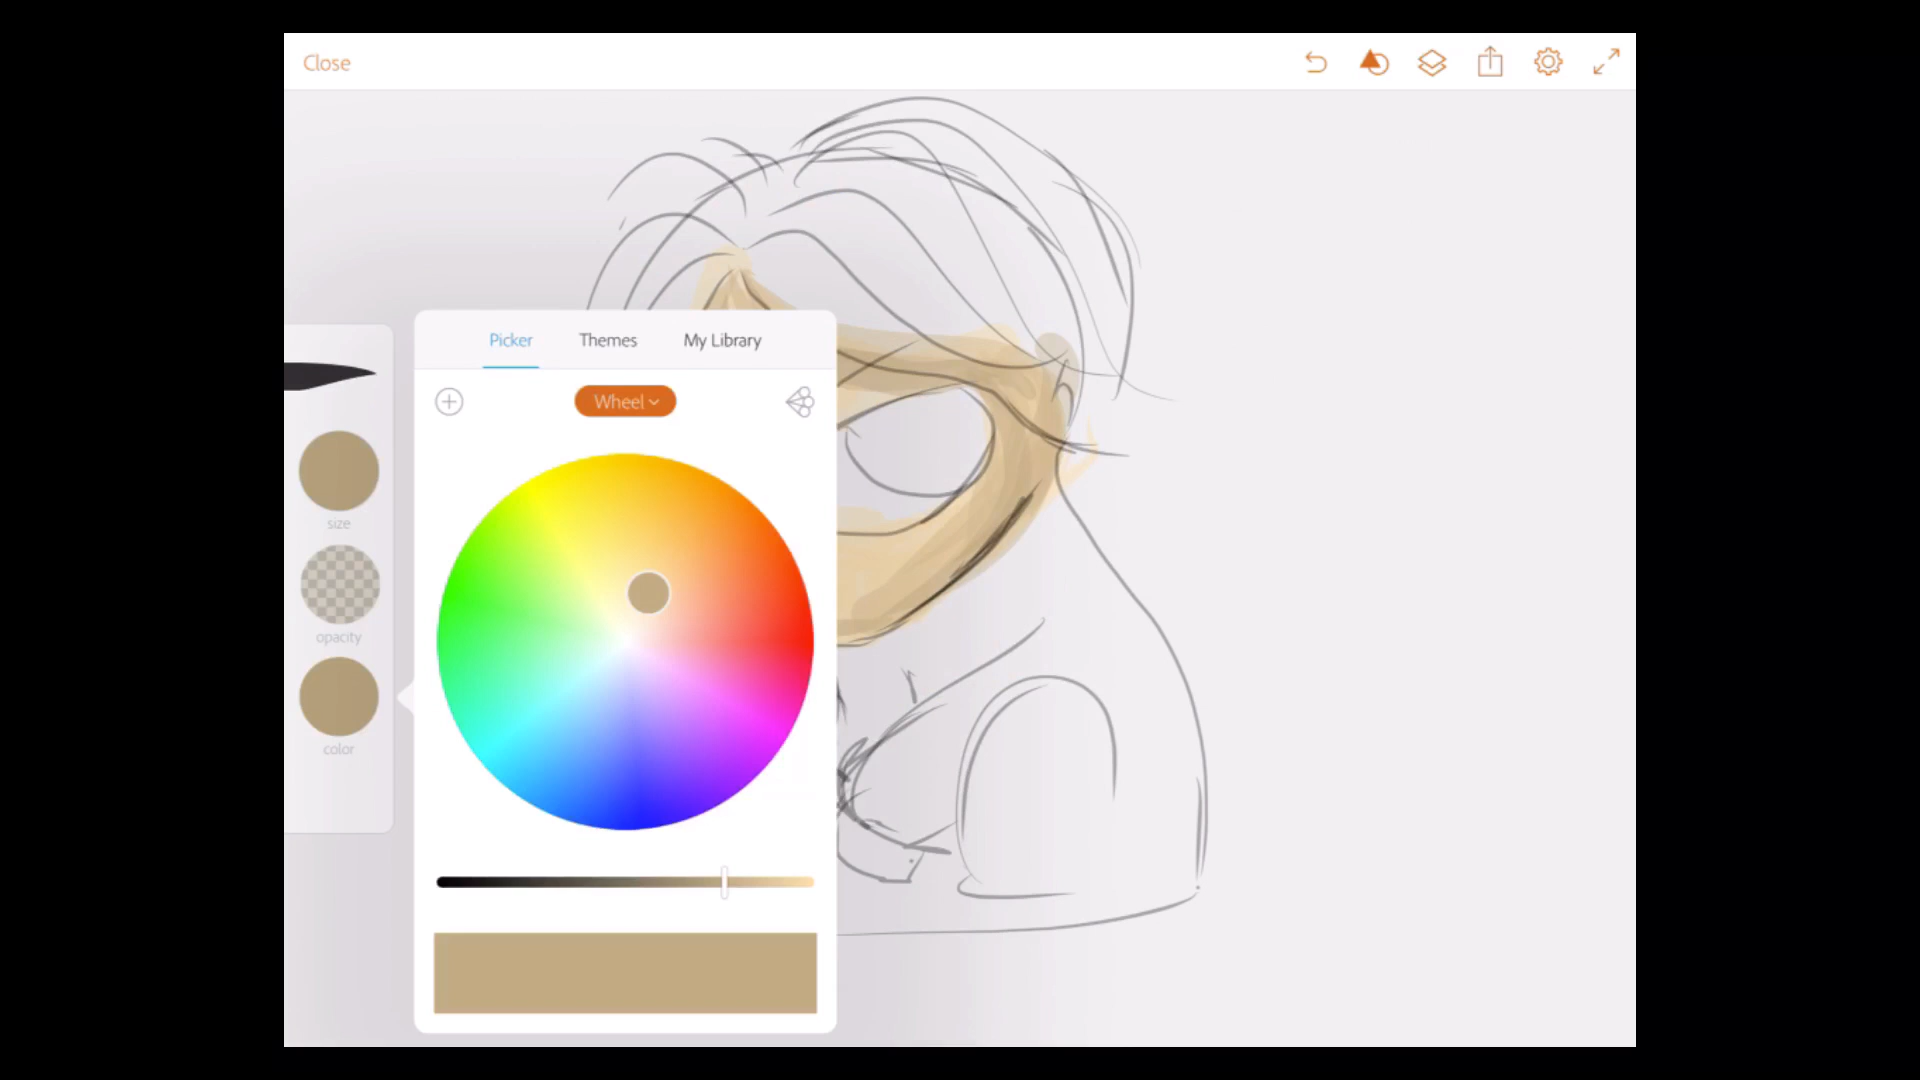 Close
Picker Themes My Library
Wheel
size
opacity
color